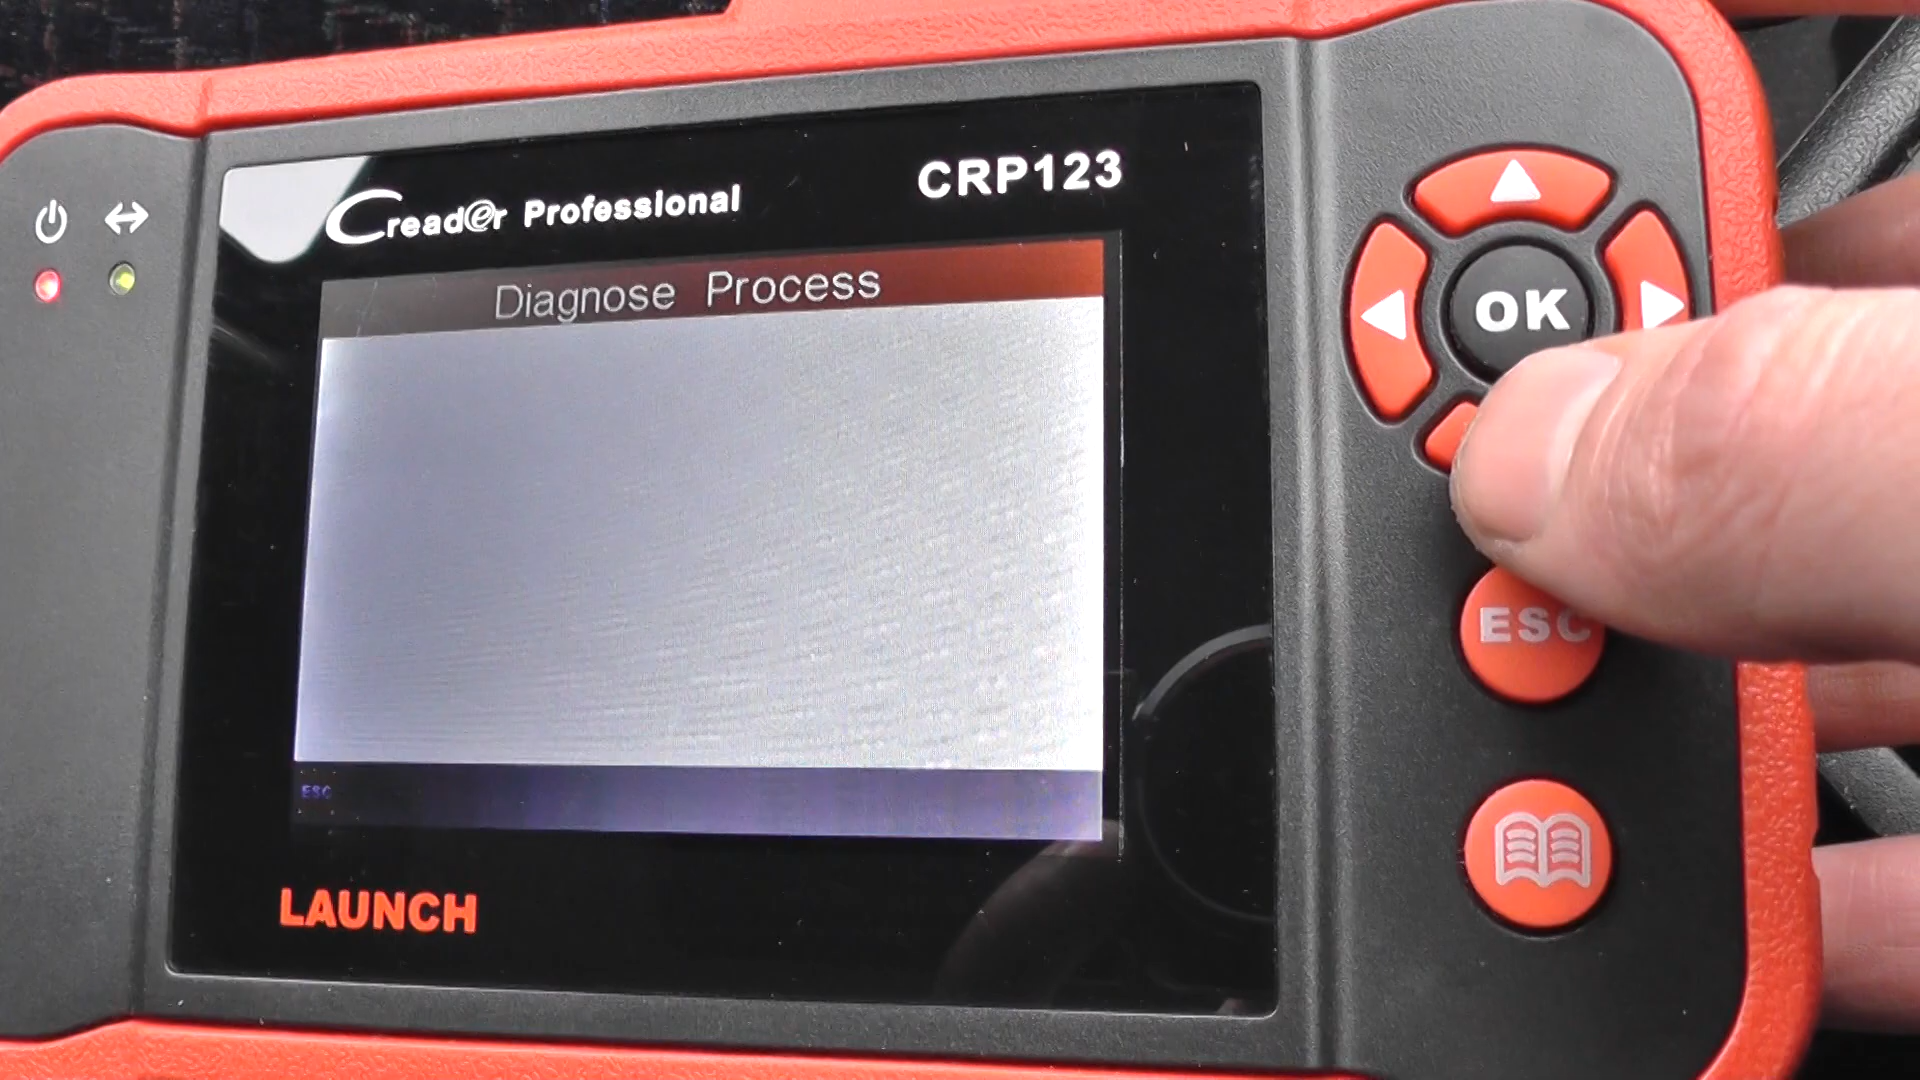 Creader Professional
CRP123
Diagnose Process
OK
ESC
ESC
LAUNCH